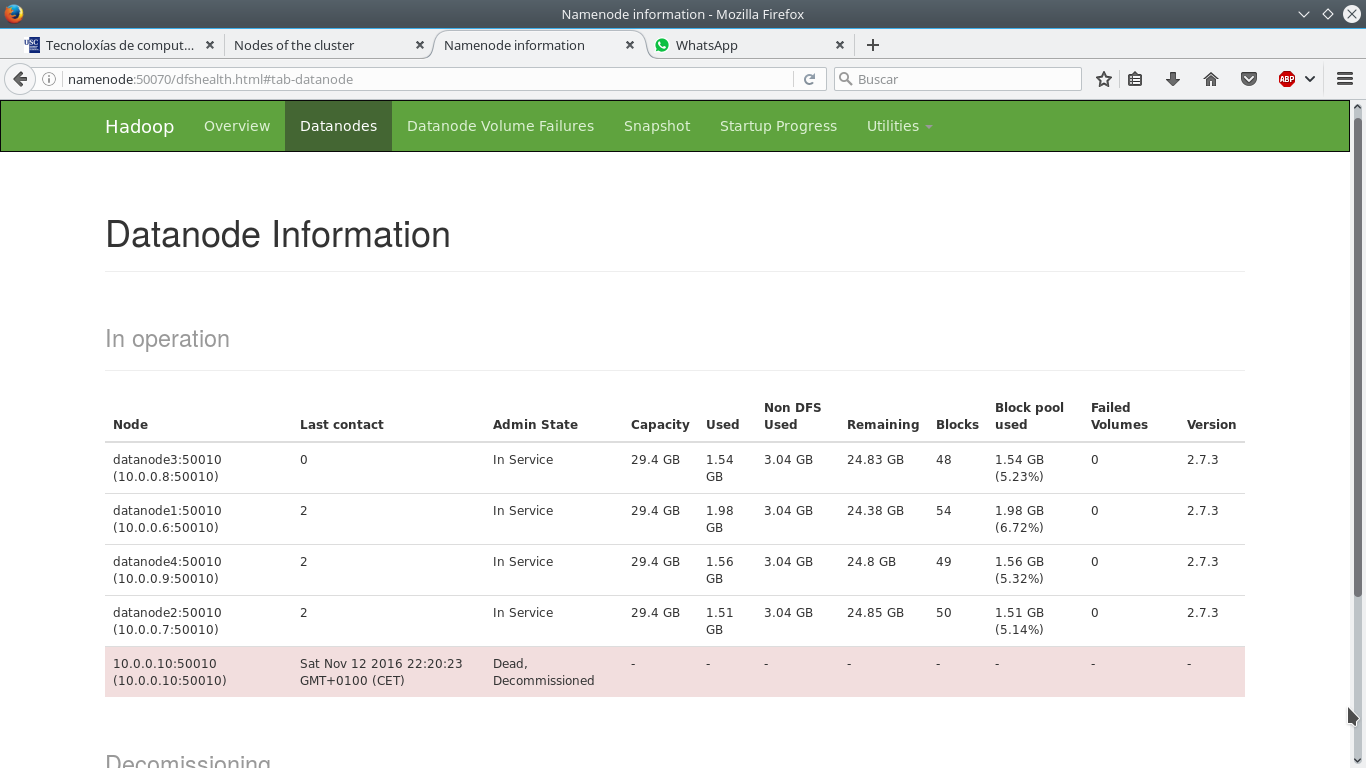 Namenode information - Mozilla Firefox
USC Tecnoloxías de comput... Nodes of the cluster Namenode information WhatsApp
namenode:50070/dfshealth.html#tab-datanode Buscar ABP
Hadoop Overview Datanodes Datanode Volume Failures Snapshot Startup Progress Utilities
Datanode Information
In operation
Non DFS Block pool Failed
Node Last contact Admin State Capacity Used Used Remaining Blocks used Volumes Version
datanode3:50010 0 In Service 29.4 GB 1.54 3.04 GB 24.83 GB 48 1.54 GB 0 2.7.3
(10.0.0.8:50010) GB (5.23%)
datanode1:50010 2 In Service 29.4 GB 1.98 3.04 GB 24.38 GB 54 1.98 GB 0 2.7.3
(10.0.0.6:50010) GB (6.72%)
datanode4:50010 2 In Service 29.4 GB 1.56 3.04 GB 24.8 GB 49 1.56 GB 0 2.7.3
(10.0.0.9:50010) GB (5.32%)
datanode2:50010 2 In Service 29.4 GB 1.51 3.04 GB 24.85 GB 50 1.51 GB 0 2.7.3
(10.0.0.7:50010) GB (5.14%)
10.0.0.10:50010 Sat Nov 12 2016 22:20:23 Dead, - - - - - - - -
(10.0.0.10:50010) GMT+0100 (CET) Decommissioned
Decomissioning